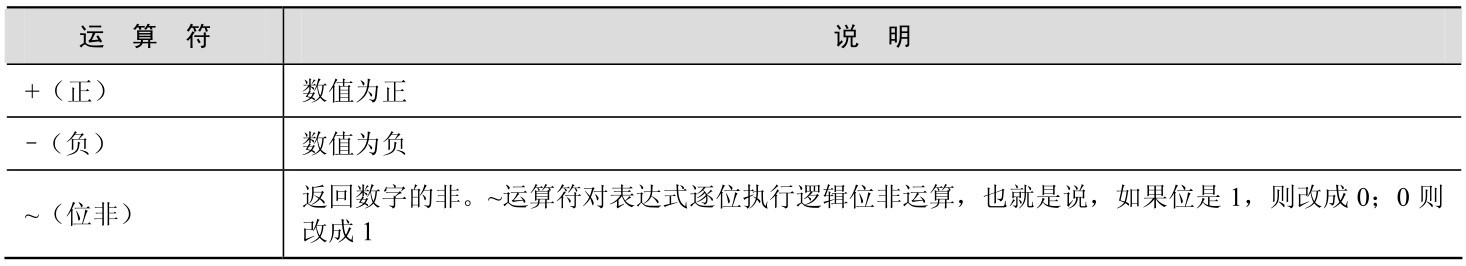 运 算 符 说 明
+（正） 数值为正
-（负） 数值为负
~（位非） 返回数字的非。~运算符对表达式逐位执行逻辑位非运算，也就是说，如果位是 1，则改成 0；0 则
改成 1